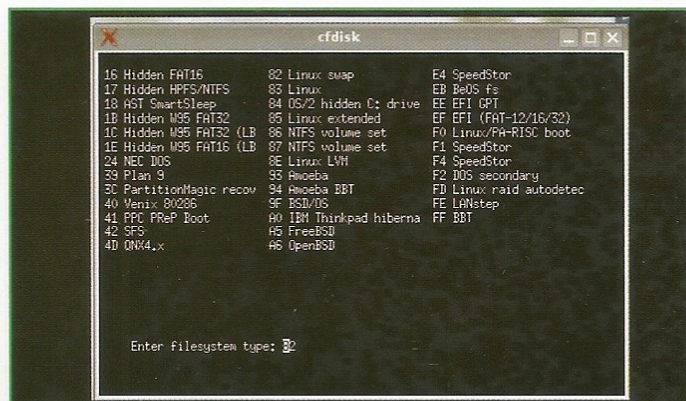 cfdisk
16 Hidden FAT16 82 Linux swap E4 SpeedStor
17 Hidden HPFS/NTFS 83 Linux EB BeOS fs
18 AST SmartSleep 84 OS/2 hidden C: drive EE EFI GPT
1B Hidden W95 FAT32 85 Linux extended EF EFI (FAT-12/16/32)
1C Hidden W95 FAT32 (LB 86 NTFS volume set F0 Linux/PA-RISC boot
1E Hidden W95 FAT16 (LB 87 NTFS volume set F1 SpeedStor
24 NEC DOS 8E Linux LVM F4 SpeedStor
39 Plan 9 93 Amoeba F2 DOS secondary
3C PartitionMagic recov 94 Amoeba BBT FD Linux raid autodetec
40 Venix 80286 9F BSD/OS FE LANstep
41 PPC PReP Boot A0 IBM Thinkpad hiberna FF BBT
42 SFS A5 FreeBSD
4D QNX4.x A6 OpenBSD
Enter filesystem type: 82